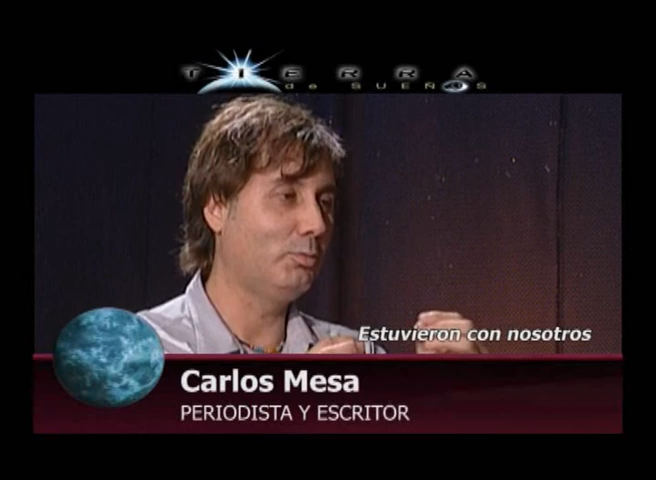 TIERRA
de SUEÑOS
Estuvieron con nosotros
Carlos Mesa
PERIODISTA Y ESCRITOR